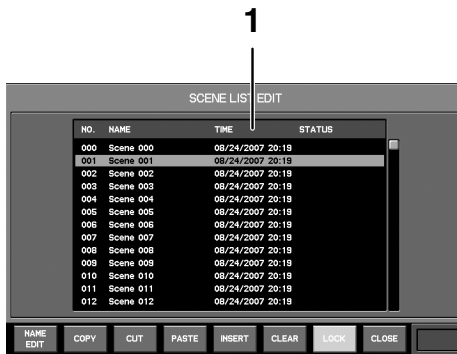 1
SCENE LIST EDIT
NO. NAME TIME STATUS
000 Scene 000 08/24/2007 20:19
001 Scene 001 08/24/2007 20:19
002 Scene 002 08/24/2007 20:19
003 Scene 003 08/24/2007 20:19
004 Scene 004 08/24/2007 20:19
005 Scene 005 08/24/2007 20:19
006 Scene 006 08/24/2007 20:19
007 Scene 007 08/24/2007 20:19
008 Scene 008 08/24/2007 20:19
009 Scene 009 08/24/2007 20:19
010 Scene 010 08/24/2007 20:19
011 Scene 011 08/24/2007 20:19
012 Scene 012 08/24/2007 20:19
NAME EDIT COPY CUT PASTE INSERT CLEAR LOCK CLOSE